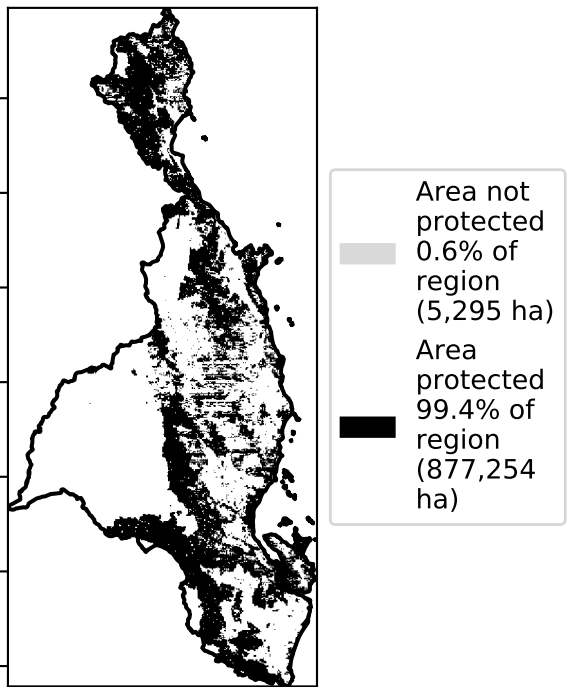 Area not
protected
0.6% of
region
(5,295 ha)
Area
protected
99.4% of
region
(877,254
ha)